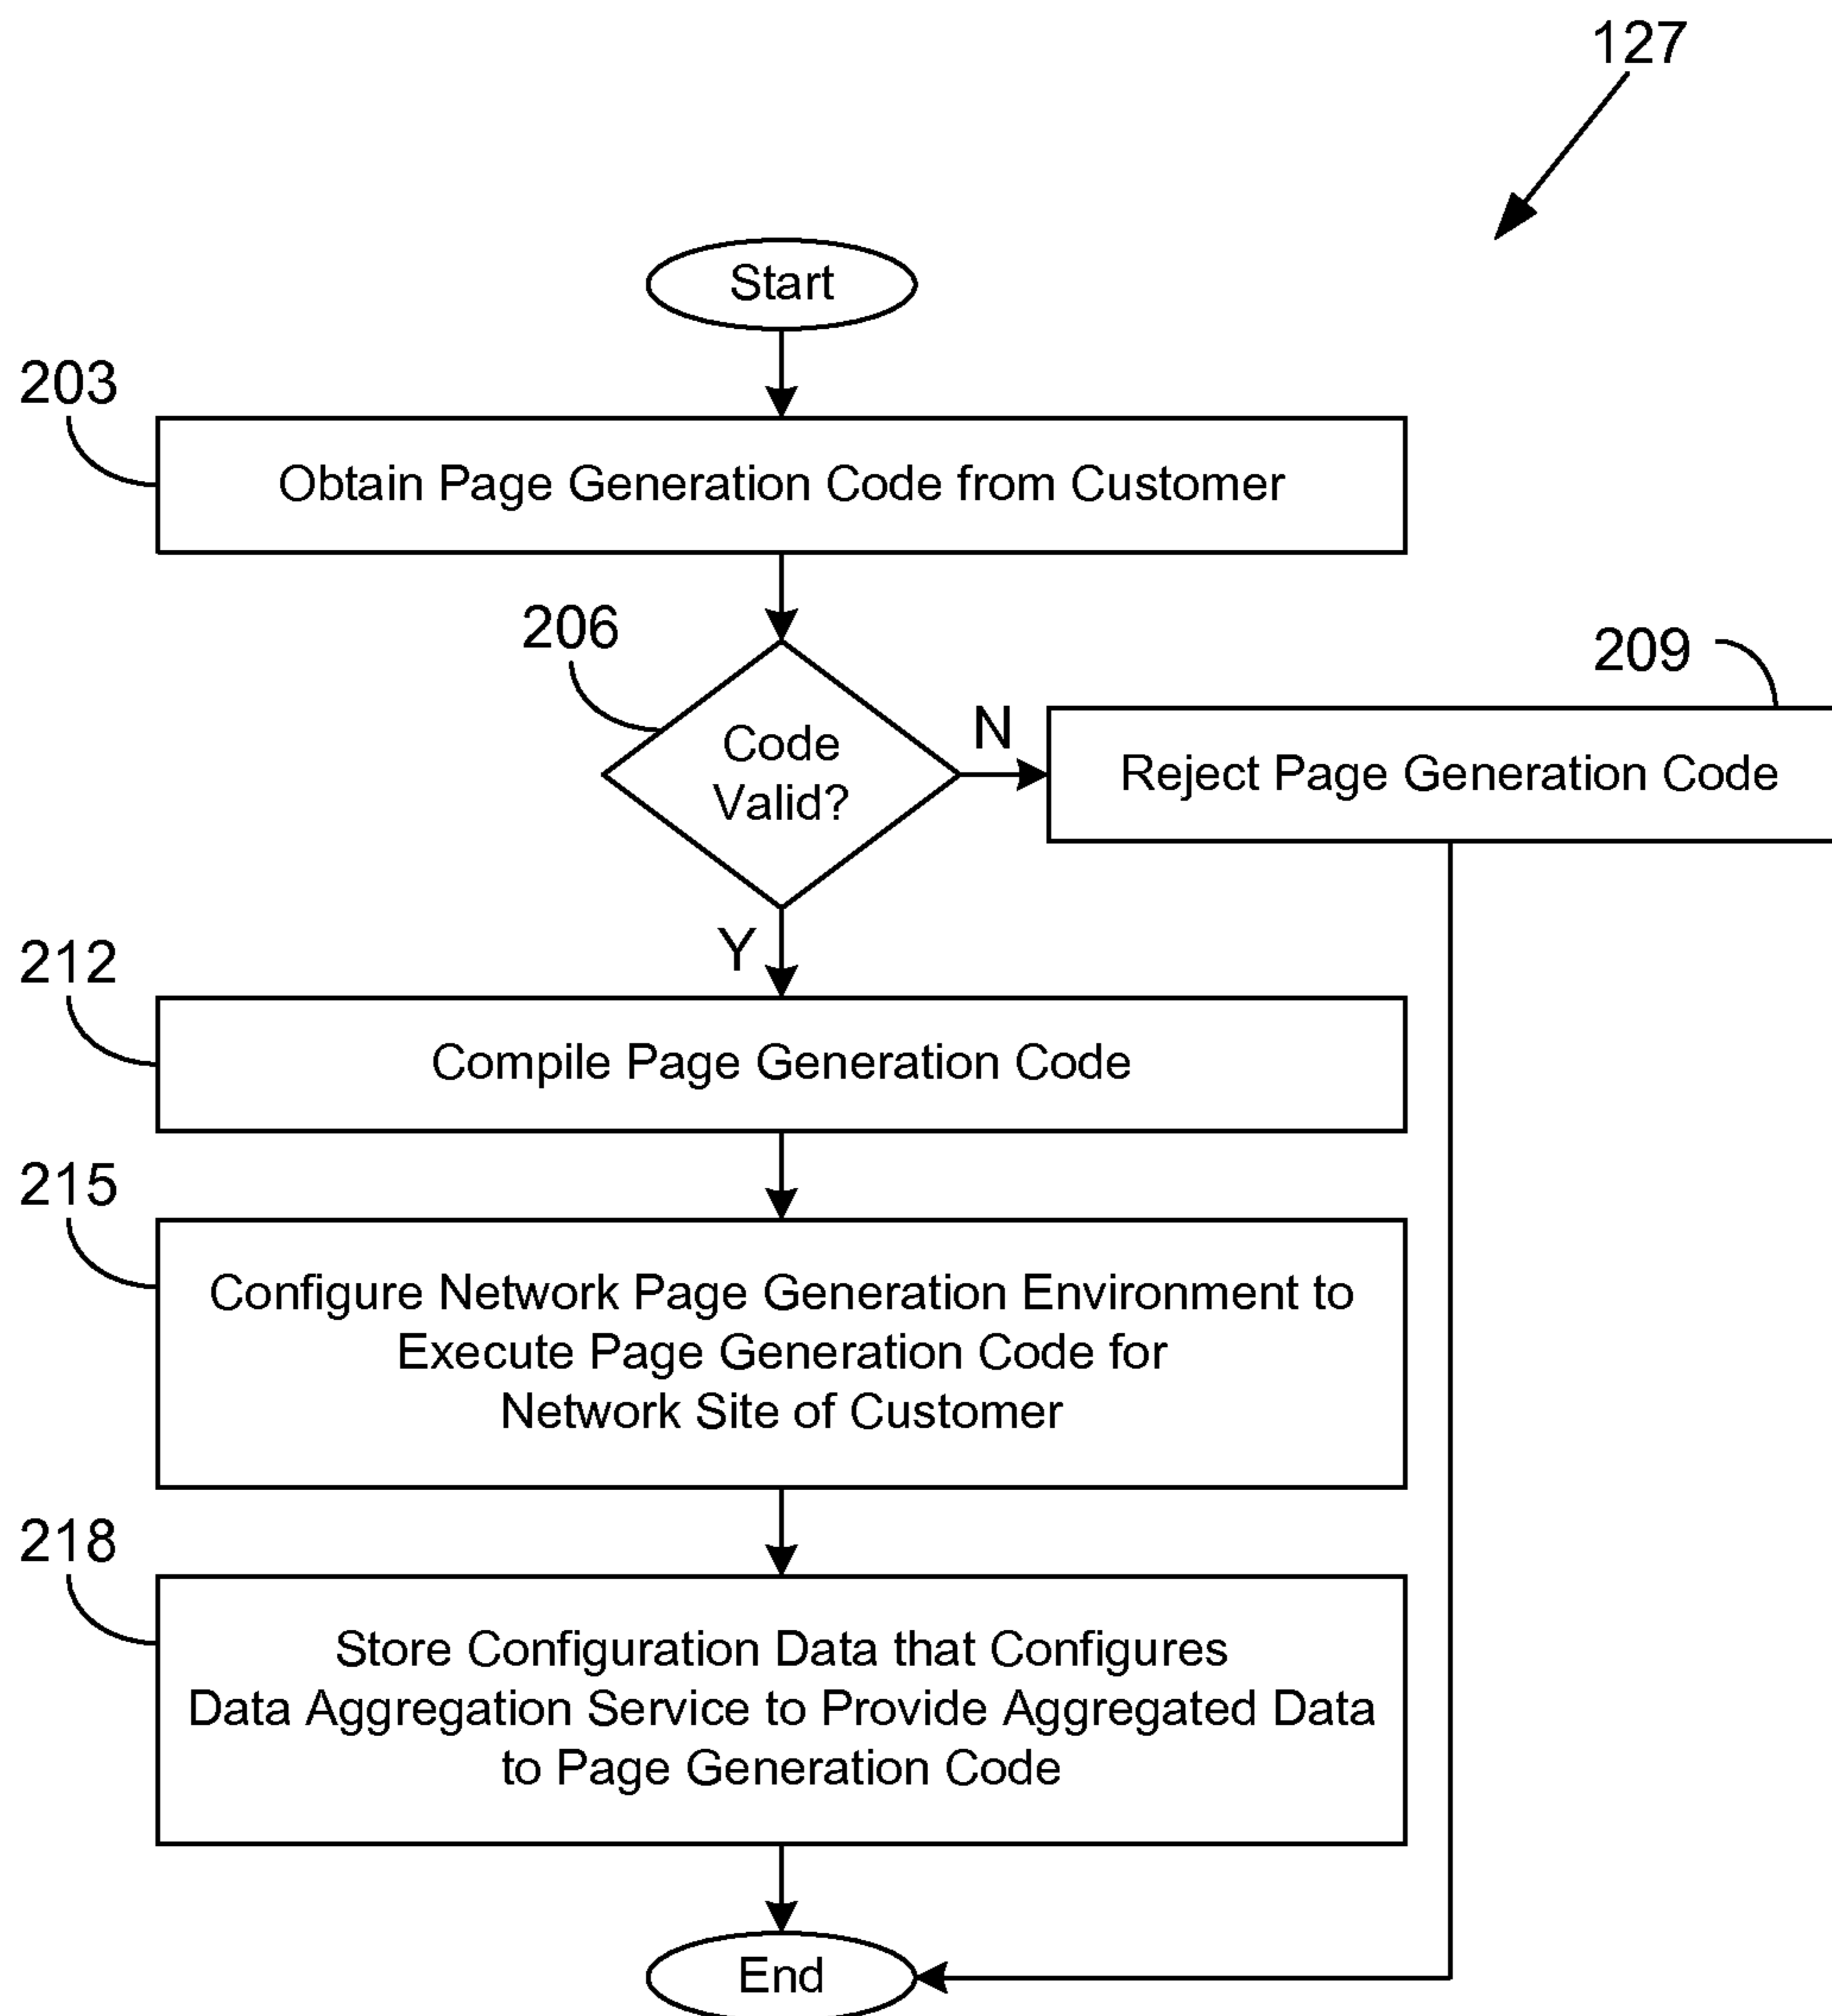 127
Start
203
Obtain Page Generation Code from Customer
206
Code
Valid?
N
209
Reject Page Generation Code
Y
212
Compile Page Generation Code
215
Configure Network Page Generation Environment to
Execute Page Generation Code for
Network Site of Customer
218
Store Configuration Data that Configures
Data Aggregation Service to Provide Aggregated Data
to Page Generation Code
End